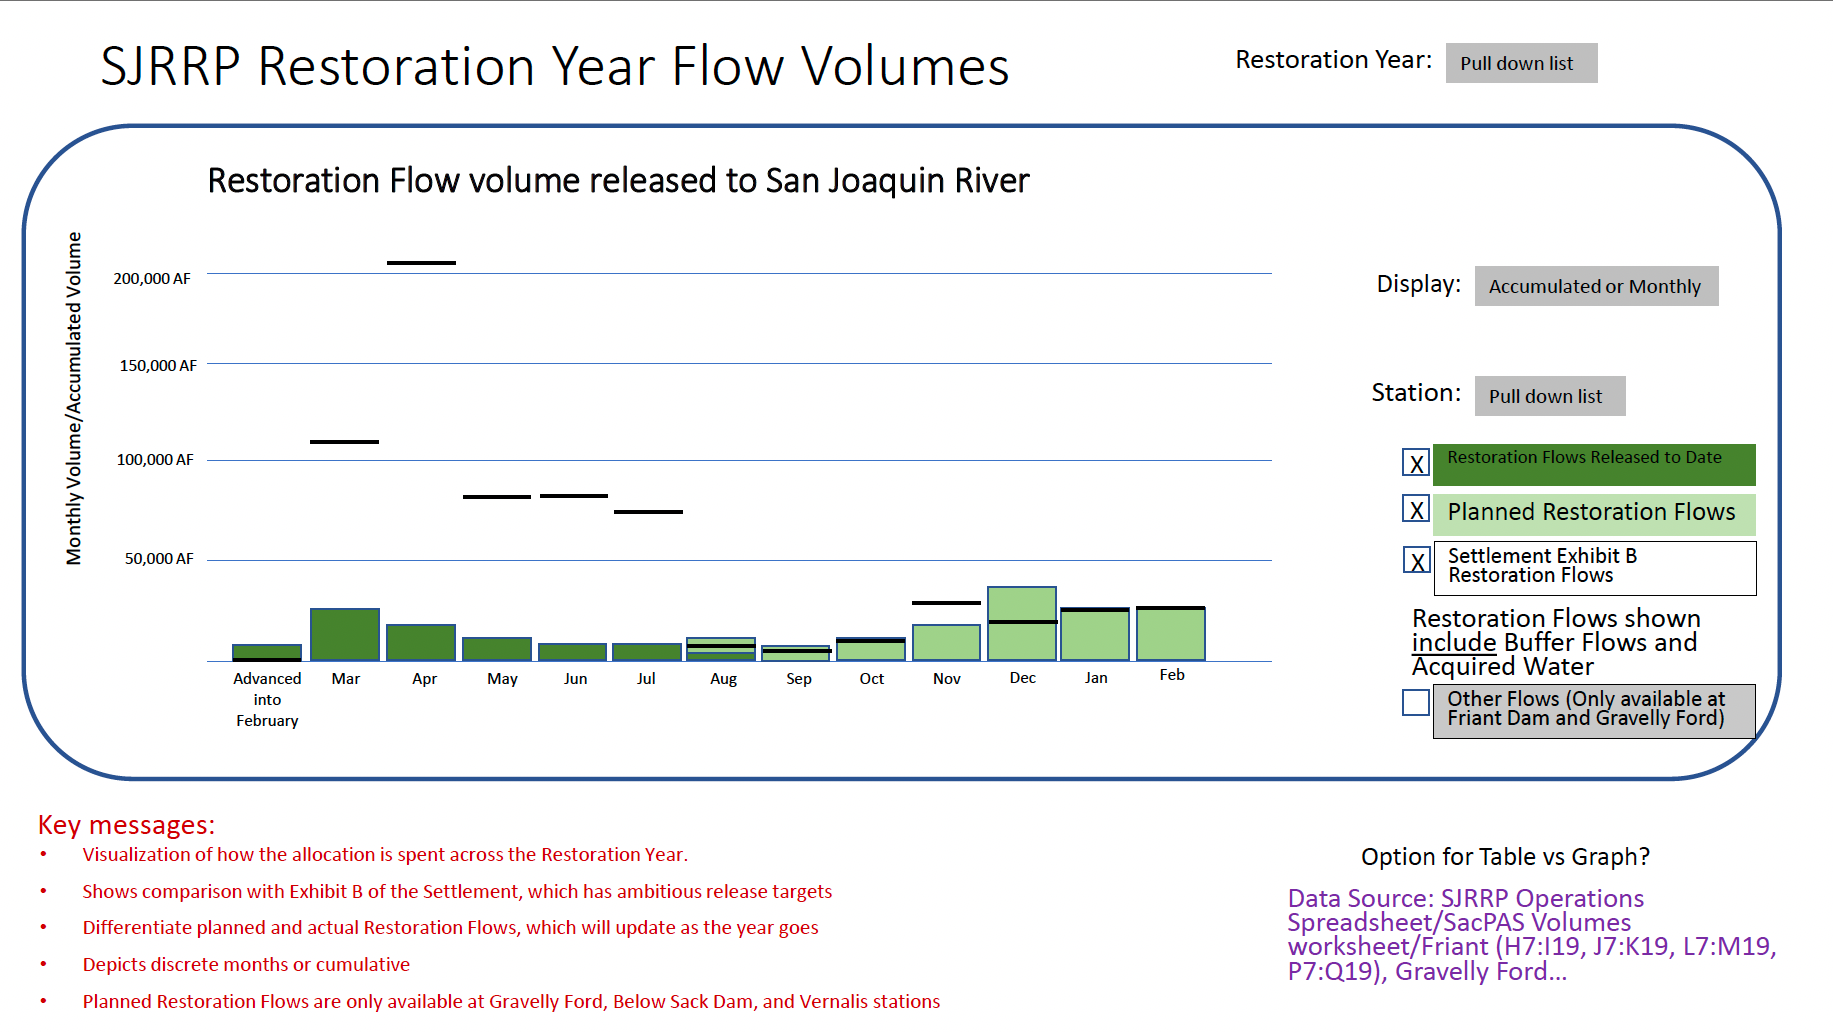 SJRRP Restoration Year Flow Volumes
Restoration Year:
Pull down list
Restoration Flow volume released to San Joaquin River
Monthly Volume/Accumulated Volume
200,000 AF
150,000 AF
100,000 AF
50,000 AF
Advanced
into
February
Mar
Apr
May
Jun
Jul
Aug
Sep
Oct
Nov
Dec
Jan
Feb
Display:
Accumulated or Monthly
Station:
Pull down list
X
Restoration Flows Released to Date
X
Planned Restoration Flows
X
Settlement Exhibit B
Restoration Flows
Restoration Flows shown
include Buffer Flows and
Acquired Water
Other Flows (Only available at
Friant Dam and Gravelly Ford)
Key messages:
• Visualization of how the allocation is spent across the Restoration Year.
• Shows comparison with Exhibit B of the Settlement, which has ambitious release targets
• Differentiate planned and actual Restoration Flows, which will update as the year goes
• Depicts discrete months or cumulative
• Planned Restoration Flows are only available at Gravelly Ford, Below Sack Dam, and Vernalis stations
Option for Table vs Graph?
Data Source: SJRRP Operations
Spreadsheet/SacPAS Volumes
worksheet/Friant (H7:I19, J7:K19, L7:M19,
P7:Q19), Gravelly Ford...